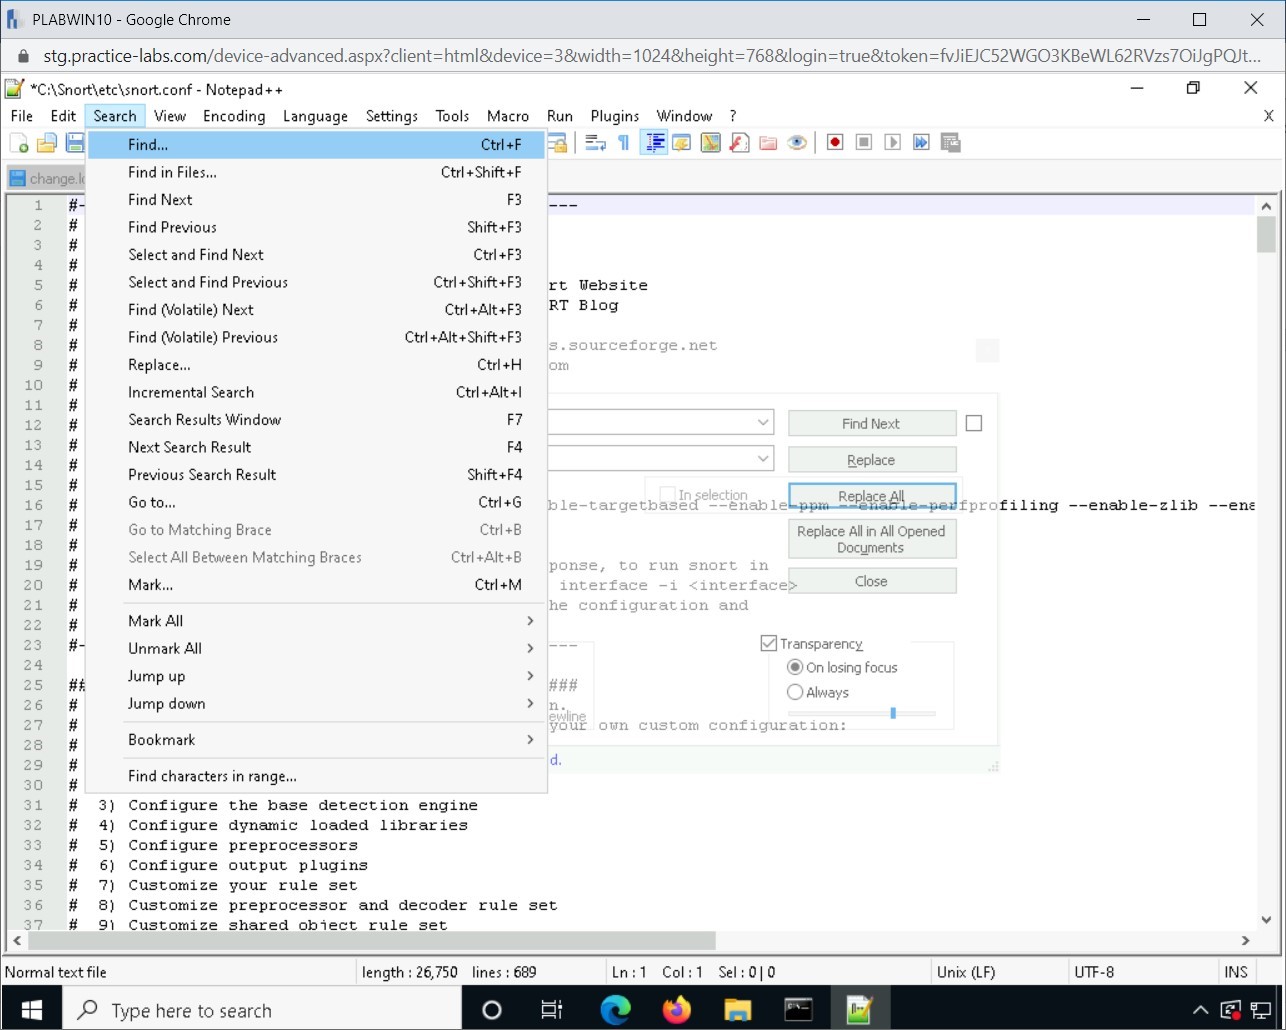 PLABWIN10 - Google Chrome
stg.practice-labs.com/device-advanced.aspx?client=html&device=3&width=1024&height=768&login=true&token=fvJiEJC52WGO3KBeWL62RVzs7OiJgPQJt...
*C:\Snort\etc\snort.conf - Notepad++
File Edit Search View Encoding Language Settings Tools Macro Run Plugins Window ? X
change.l
Find... Ctrl+F
Find in Files... Ctrl+Shift+F
Find Next F3
Find Previous Shift+F3
Select and Find Next Ctrl+F3
Select and Find Previous Ctrl+Shift+F3
Find (Volatile) Next Ctrl+Alt+F3
Find (Volatile) Previous Ctrl+Alt+Shift+F3
Replace... Ctrl+H
Incremental Search Ctrl+Alt+I
Search Results Window F7
Next Search Result F4
Previous Search Result Shift+F4
Go to... Ctrl+G
Go to Matching Brace Ctrl+B
Select All Between Matching Braces Ctrl+Alt+B
Mark... Ctrl+M
Mark All >
Unmark All >
Jump up >
Jump down >
Bookmark >
Find characters in range...
1 #- ---
2 #
3 #
4 #
5 # rt Website
6 # RT Blog
7 #
8 # s.sourceforge.net
9 # om
10 #
11 #
12 #
13 #
14 #
15 #
16 # ble-targetbased --enable-ppm --enable-perfprofiling --enable-zlib --ena
17 #
18 #
19 # ponse, to run snort in
20 # interface -i <interface>
21 # he configuration and
22 #
23 #- ---
24
25 ## ###
26 # n.
27 # your own custom configuration:
28 #
29 # d.
30 #
31 # 3) Configure the base detection engine
32 # 4) Configure dynamic loaded libraries
33 # 5) Configure preprocessors
34 # 6) Configure output plugins
35 # 7) Customize your rule set
36 # 8) Customize preprocessor and decoder rule set
37 # 9) Customize shared object rule set
Find Next
Replace
In selection
Replace All
Replace All in All Opened
Documents
Close
Transparency
On losing focus
Always
ewline
Normal text file length : 26,750 lines : 689 Ln : 1 Col : 1 Sel : 0 | 0 Unix (LF) UTF-8 INS
Type here to search